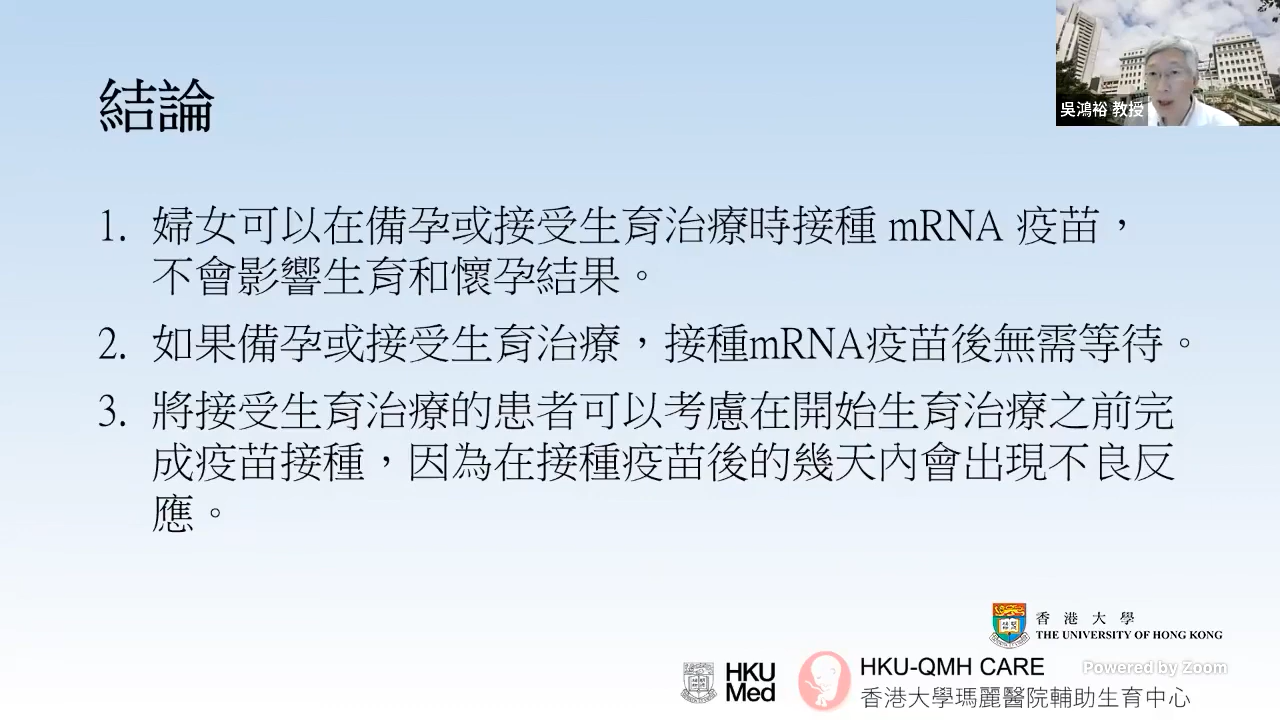 結論
吳鴻裕 教授
1. 婦女可以在備孕或接受生育治療時接種 mRNA 疫苗，
不會影響生育和懷孕結果。
2. 如果備孕或接受生育治療，接種mRNA疫苗後無需等待。
3. 將接受生育治療的患者可以考慮在開始生育治療之前完
成疫苗接種，因為在接種疫苗後的幾天內會出現不良反
應。
香港大學
THE UNIVERSITY OF HONG KONG
HKU
Med
HKU-QMH CARE
香港大學瑪麗醫院輔助生育中心
Powered by Zoom